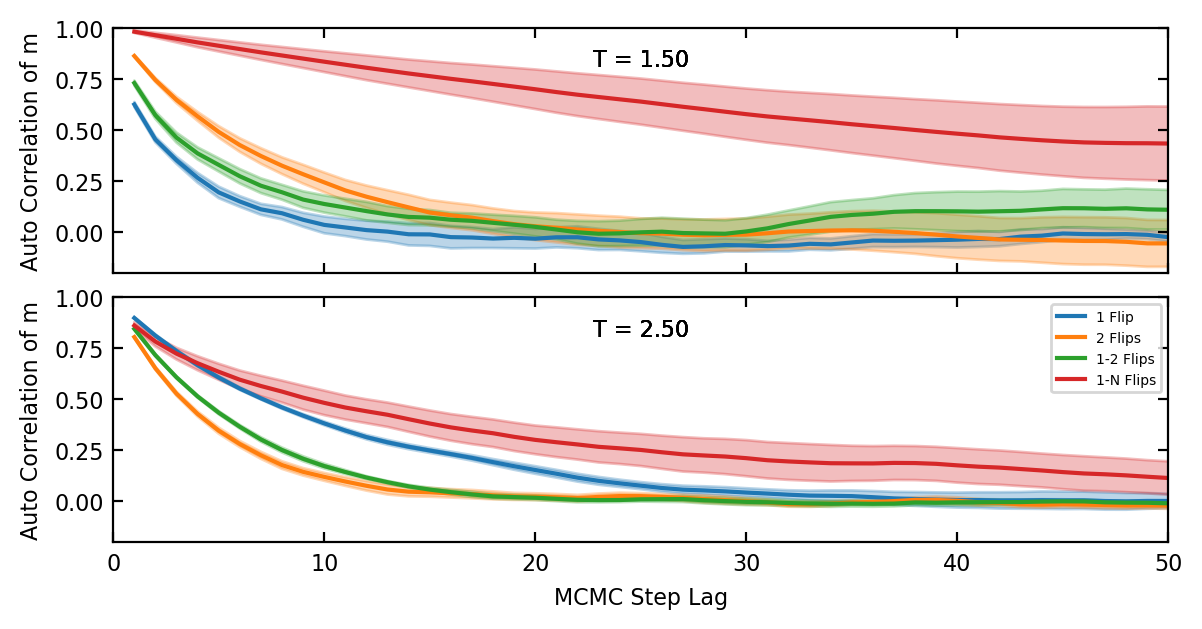 Auto Correlation of m
1.00
0.75
0.50
0.25
0.00
T = 1.50
Auto Correlation of m
1.00
0.75
0.50
0.25
0.00
T = 2.50
1 Flip
2 Flips
1-2 Flips
1-N Flips
0 10 20 30 40 50
MCMC Step Lag